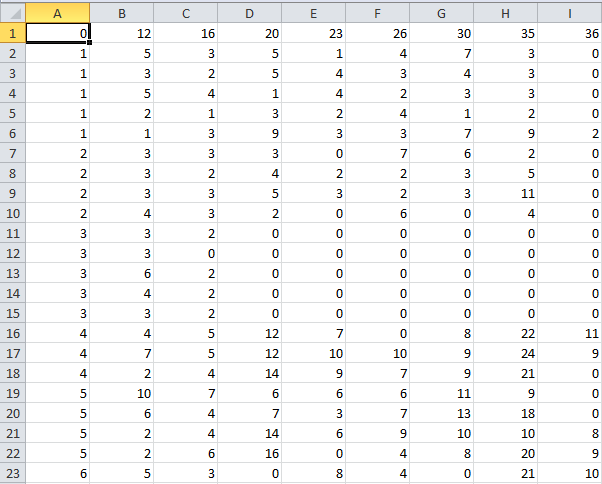 A B C D E F G H I
1 0 12 16 20 23 26 30 35 36
2 1 5 3 5 1 4 7 3 0
3 1 3 2 5 4 3 4 3 0
4 1 5 4 1 4 2 3 3 0
5 1 2 1 3 2 4 1 2 0
6 1 1 3 9 3 3 7 9 2
7 2 3 3 3 0 7 6 2 0
8 2 3 2 4 2 2 3 5 0
9 2 3 3 5 3 2 3 11 0
10 2 4 3 2 0 6 0 4 0
11 3 3 2 0 0 0 0 0 0
12 3 3 0 0 0 0 0 0 0
13 3 6 2 0 0 0 0 0 0
14 3 4 2 0 0 0 0 0 0
15 3 3 2 0 0 0 0 0 0
16 4 4 5 12 7 0 8 22 11
17 4 7 5 12 10 10 9 24 9
18 4 2 4 14 9 7 9 21 0
19 5 10 7 6 6 6 11 9 0
20 5 6 4 7 3 7 13 18 0
21 5 2 4 14 6 9 10 10 8
22 5 2 6 16 0 4 8 20 9
23 6 5 3 0 8 4 0 21 10